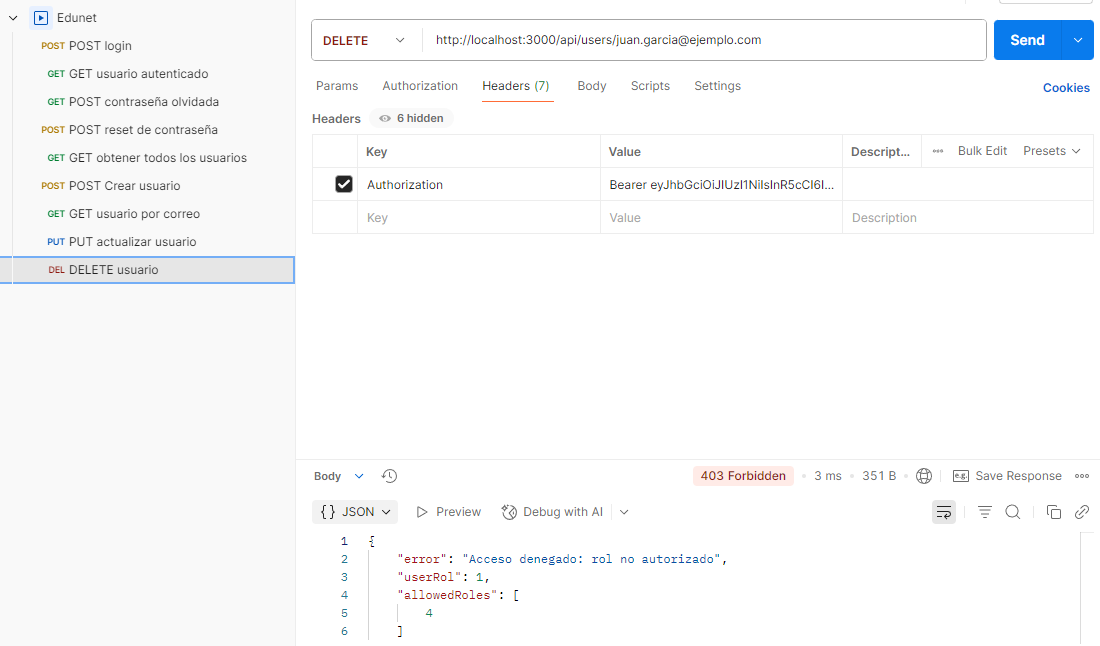 Edunet
POST POST login
GET GET usuario autenticado
GET POST contraseña olvidada
POST POST reset de contraseña
GET GET obtener todos los usuarios
POST POST Crear usuario
GET GET usuario por correo
PUT PUT actualizar usuario
DEL DELETE usuario
DELETE http://localhost:3000/api/users/juan.garcia@ejemplo.com Send
Params Authorization Headers (7) Body Scripts Settings Cookies
Headers 6 hidden
Key Value Descript... Bulk Edit Presets
Authorization Bearer eyJhbGciOiJIUzI1NiIsInR5cCI6I...
Key Value Description
Body 403 Forbidden 3 ms 351 B e.g. Save Response
{} JSON Preview Debug with AI
1 {
2 "error": "Acceso denegado: rol no autorizado",
3 "userRol": 1,
4 "allowedRoles": [
5 4
6 ]